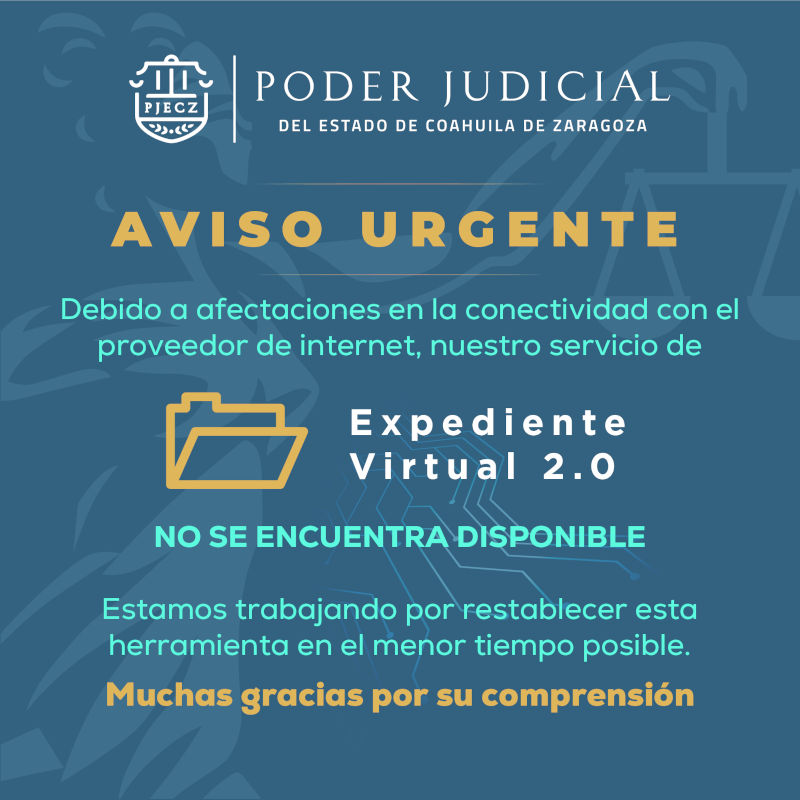 PJECZ
PODER JUDICIAL
DEL ESTADO DE COAHUILA DE ZARAGOZA
AVISO URGENTE
Debido a afectaciones en la conectividad con el
proveedor de internet, nuestro servicio de
Expediente
Virtual 2.0
NO SE ENCUENTRA DISPONIBLE
Estamos trabajando por restablecer esta
herramienta en el menor tiempo posible.
Muchas gracias por su comprensión